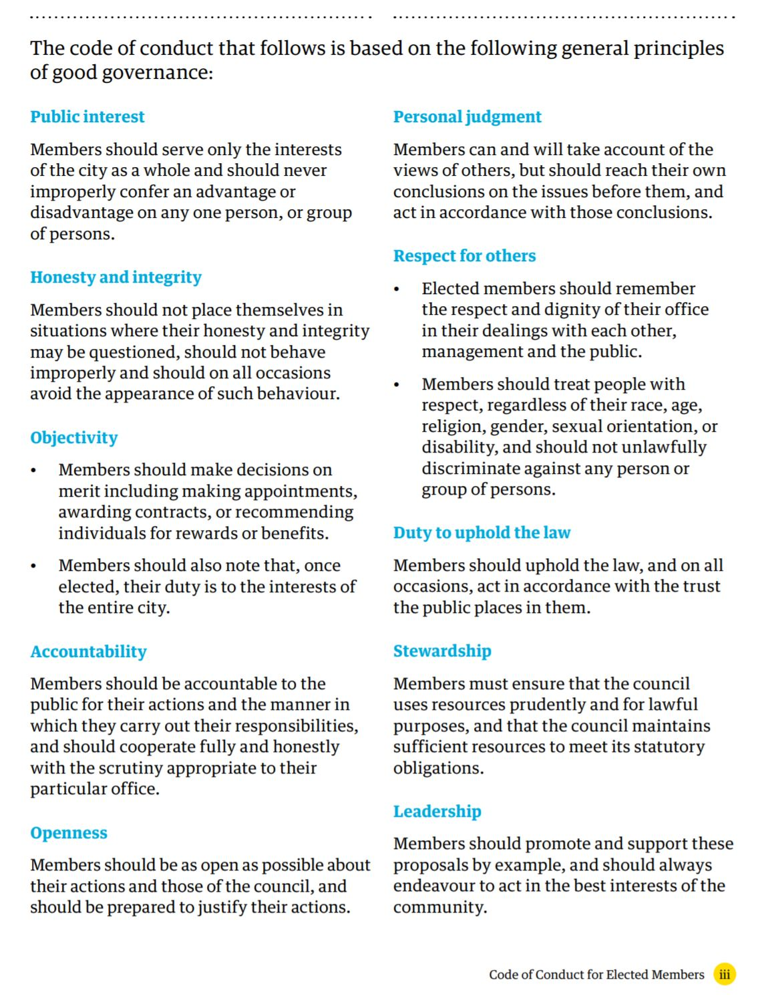 The code of conduct that follows is based on the following general principles
of good governance:
Public interest
Members should serve only the interests
of the city as a whole and should never
improperly confer an advantage or
disadvantage on any one person, or group
of persons.
Honesty and integrity
Members should not place themselves in
situations where their honesty and integrity
may be questioned, should not behave
improperly and should on all occasions
avoid the appearance of such behaviour.
Objectivity
• Members should make decisions on
merit including making appointments,
awarding contracts, or recommending
individuals for rewards or benefits.
• Members should also note that, once
elected, their duty is to the interests of
the entire city.
Accountability
Members should be accountable to the
public for their actions and the manner in
which they carry out their responsibilities,
and should cooperate fully and honestly
with the scrutiny appropriate to their
particular office.
Openness
Members should be as open as possible about
their actions and those of the council, and
should be prepared to justify their actions.
Personal judgment
Members can and will take account of the
views of others, but should reach their own
conclusions on the issues before them, and
act in accordance with those conclusions.
Respect for others
• Elected members should remember
the respect and dignity of their office
in their dealings with each other,
management and the public.
• Members should treat people with
respect, regardless of their race, age,
religion, gender, sexual orientation, or
disability, and should not unlawfully
discriminate against any person or
group of persons.
Duty to uphold the law
Members should uphold the law, and on all
occasions, act in accordance with the trust
the public places in them.
Stewardship
Members must ensure that the council
uses resources prudently and for lawful
purposes, and that the council maintains
sufficient resources to meet its statutory
obligations.
Leadership
Members should promote and support these
proposals by example, and should always
endeavour to act in the best interests of the
community.
Code of Conduct for Elected Members iii